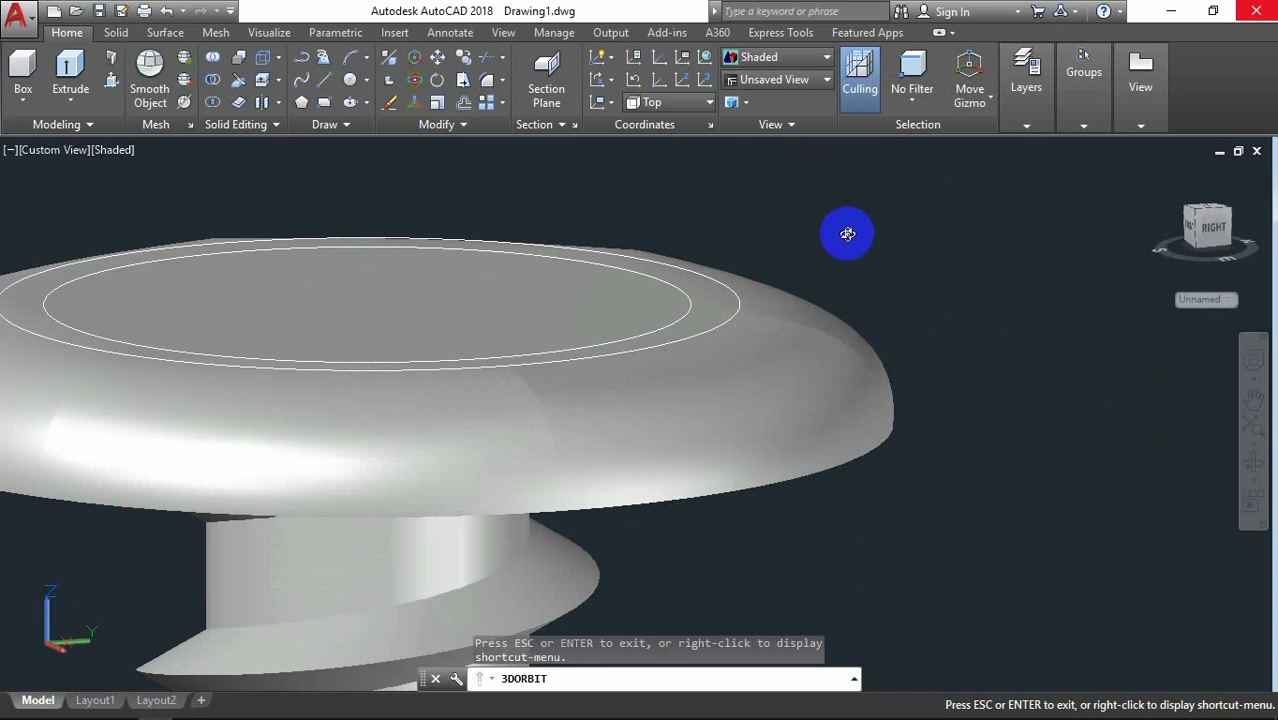 Autodesk AutoCAD 2018 Drawing1.dwg
Type a keyword or phrase
Sign In
Home Solid Surface Mesh Visualize Parametric Insert Annotate View Manage Output Add-ins A360 Express Tools Featured Apps
Box
Extrude
Smooth
Object
Section
Plane
Shaded
Unsaved View
Top
Culling
No Filter
Move
Gizmo
Layers
Groups
View
Modeling Mesh Solid Editing Draw Modify Section Coordinates View Selection
[−][Custom View][Shaded]
RIGHT
S
E
Unnamed
Z
Y
Press ESC or ENTER to exit, or right-click to display
shortcut-menu.
3DORBIT
Model Layout1 Layout2 +
Press ESC or ENTER to exit, or right-click to display shortcut-menu.